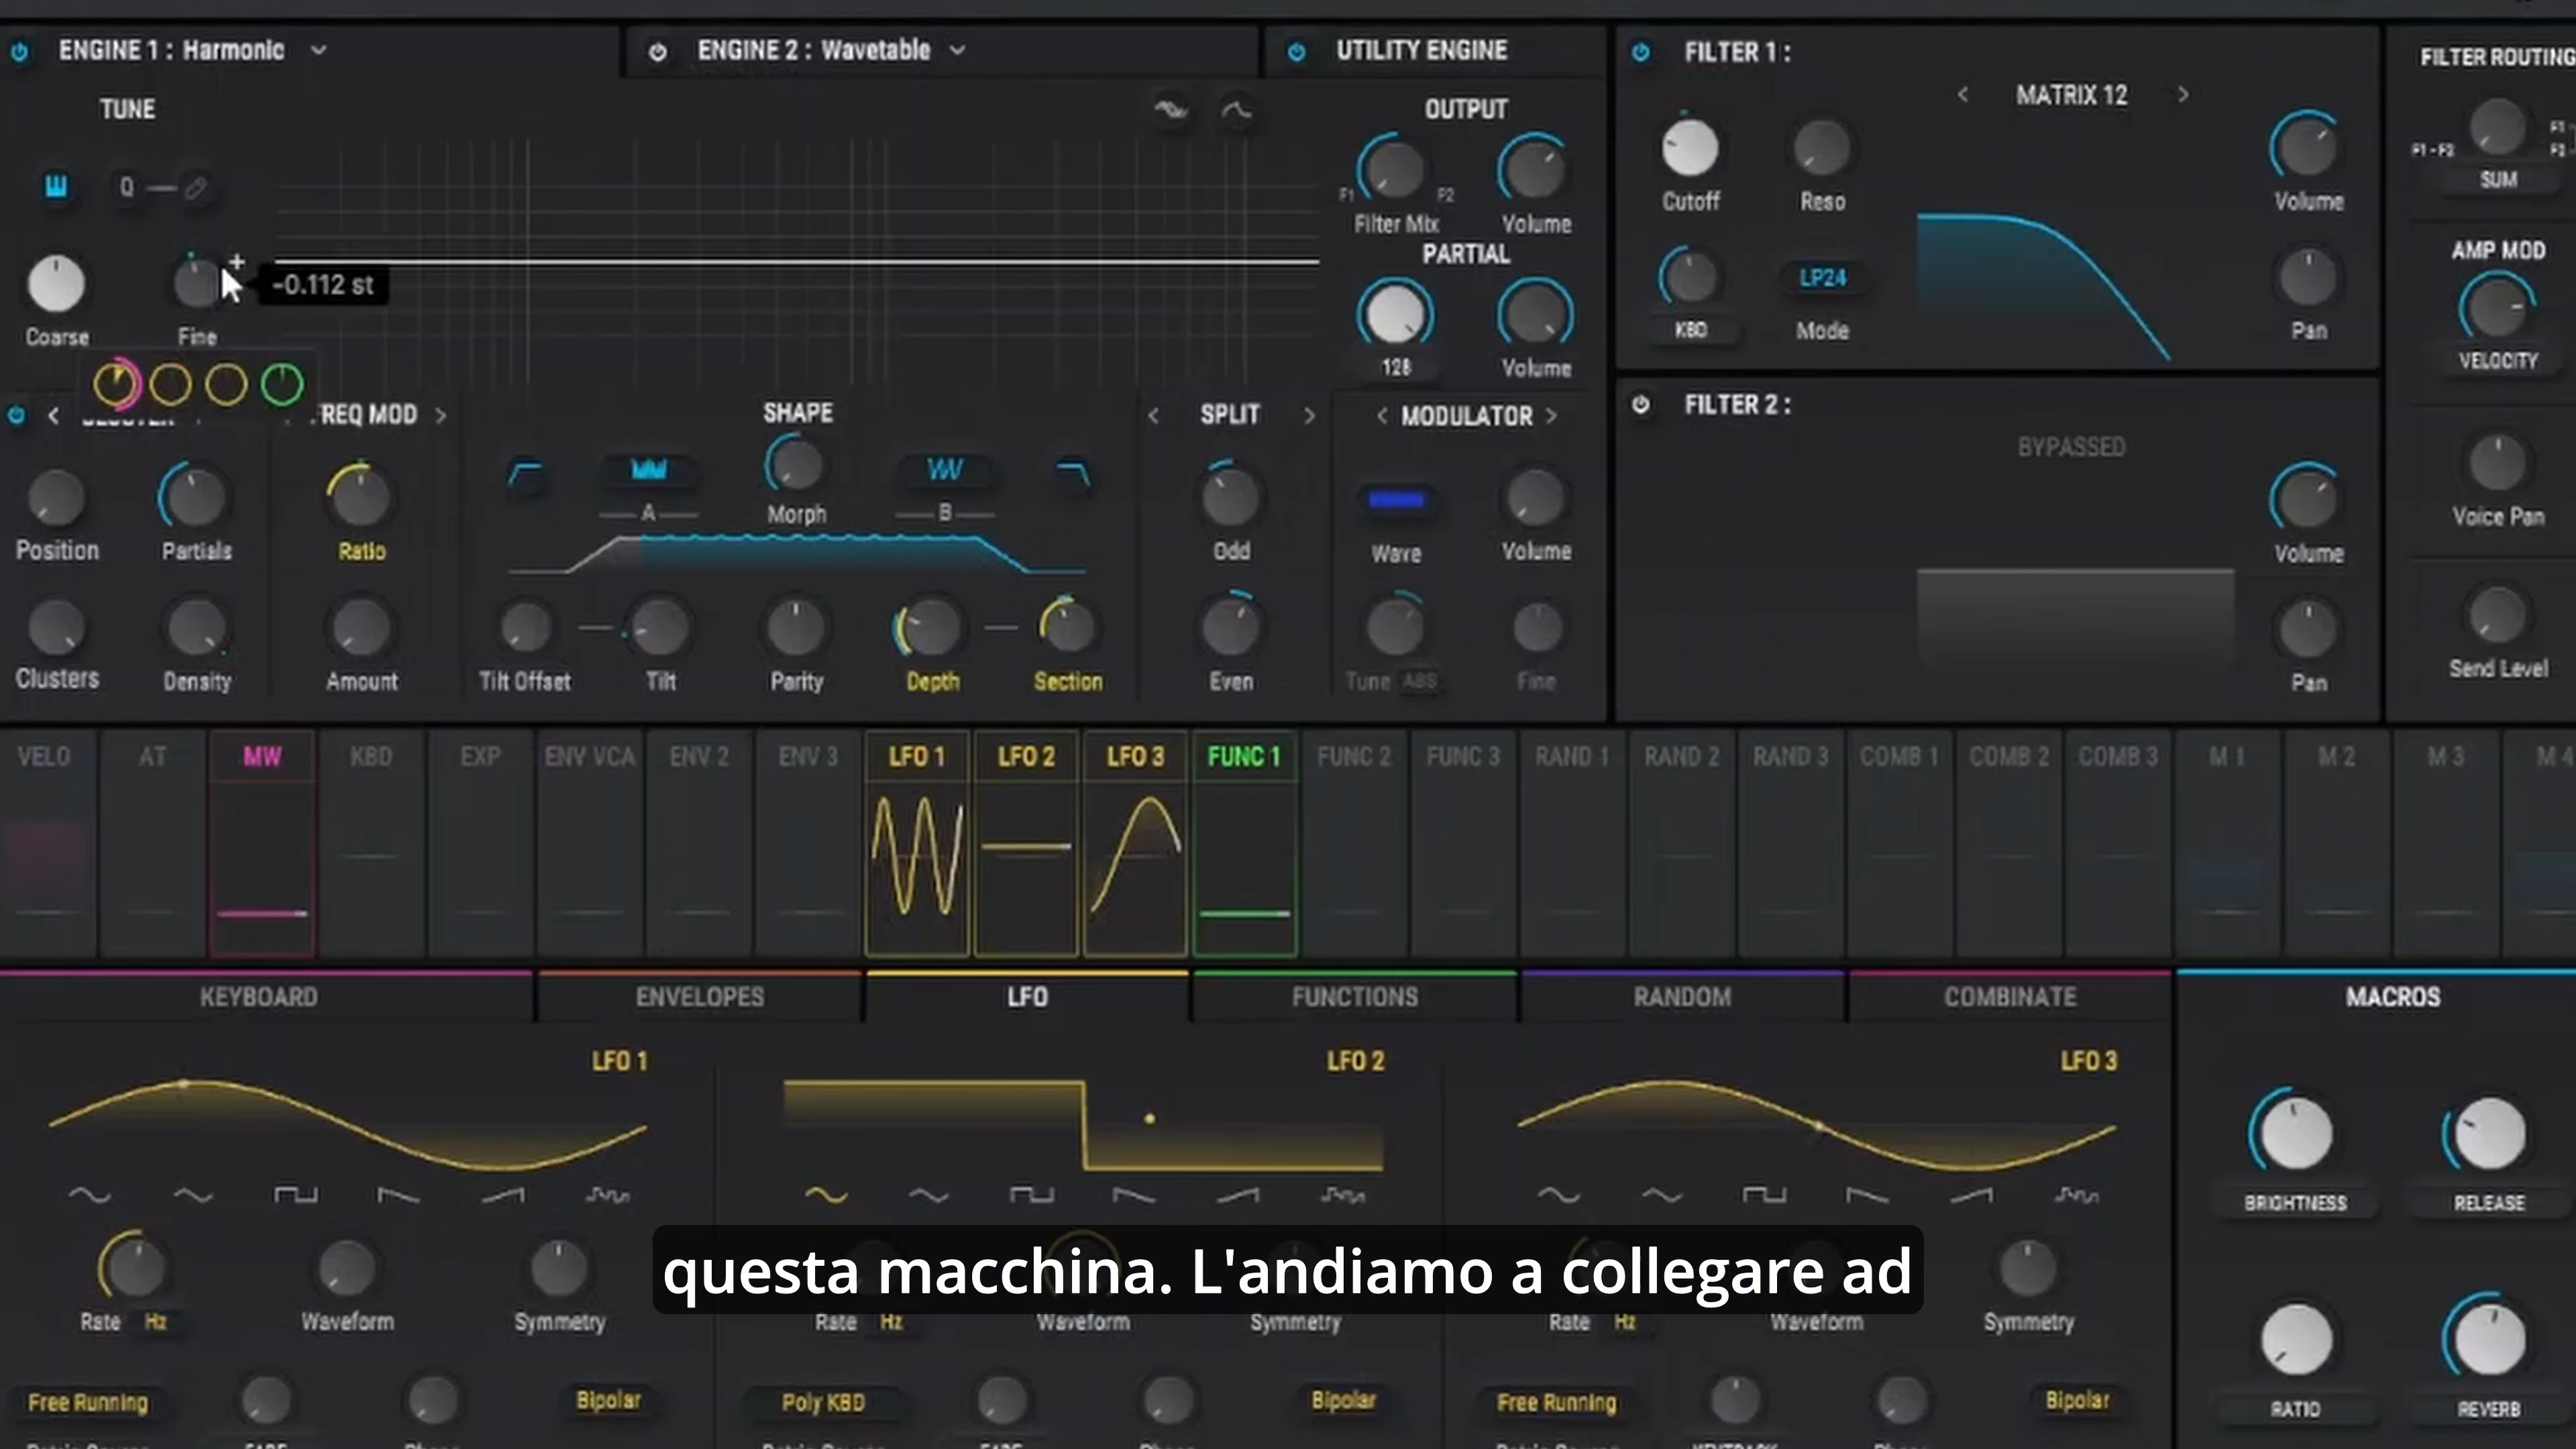 ENGINE 1 : Harmonic
ENGINE 2 : Wavetable
UTILITY ENGINE
FILTER 1 :
FILTER ROUTING
TUNE
OUTPUT
MATRIX 12
Q
F1 F2
Filter Mix
Volume
Cutoff
Reso
Volume
F1 - F2
SUM
-0.112 st
Coarse
Fine
PARTIAL
128
Volume
KBD
LP24
Mode
Pan
AMP MOD
VELOCITY
FILTER 2 :
BYPASSED
REQ MOD
SHAPE
SPLIT
MODULATOR
A
Morph
B
Position
Partials
Ratio
Odd
Wave
Volume
Volume
Voice Pan
Clusters
Density
Amount
Tilt Offset
Tilt
Parity
Depth
Section
Even
Tune ABS
Fine
Pan
Send Level
VELO
AT
MW
KBD
EXP
ENV VCA
ENV 2
ENV 3
LFO 1
LFO 2
LFO 3
FUNC 1
FUNC 2
FUNC 3
RAND 1
RAND 2
RAND 3
COMB 1
COMB 2
COMB 3
M 1
M 2
M 3
M 4
KEYBOARD
ENVELOPES
LFO
FUNCTIONS
RANDOM
COMBINATE
MACROS
LFO 1
LFO 2
LFO 3
BRIGHTNESS
RELEASE
questa macchina. L'andiamo a collegare ad
Rate Hz
Waveform
Symmetry
Rate Hz
Waveform
Symmetry
Rate Hz
Waveform
Symmetry
Free Running
Bipolar
Poly KBD
Bipolar
Free Running
Bipolar
RATIO
REVERB